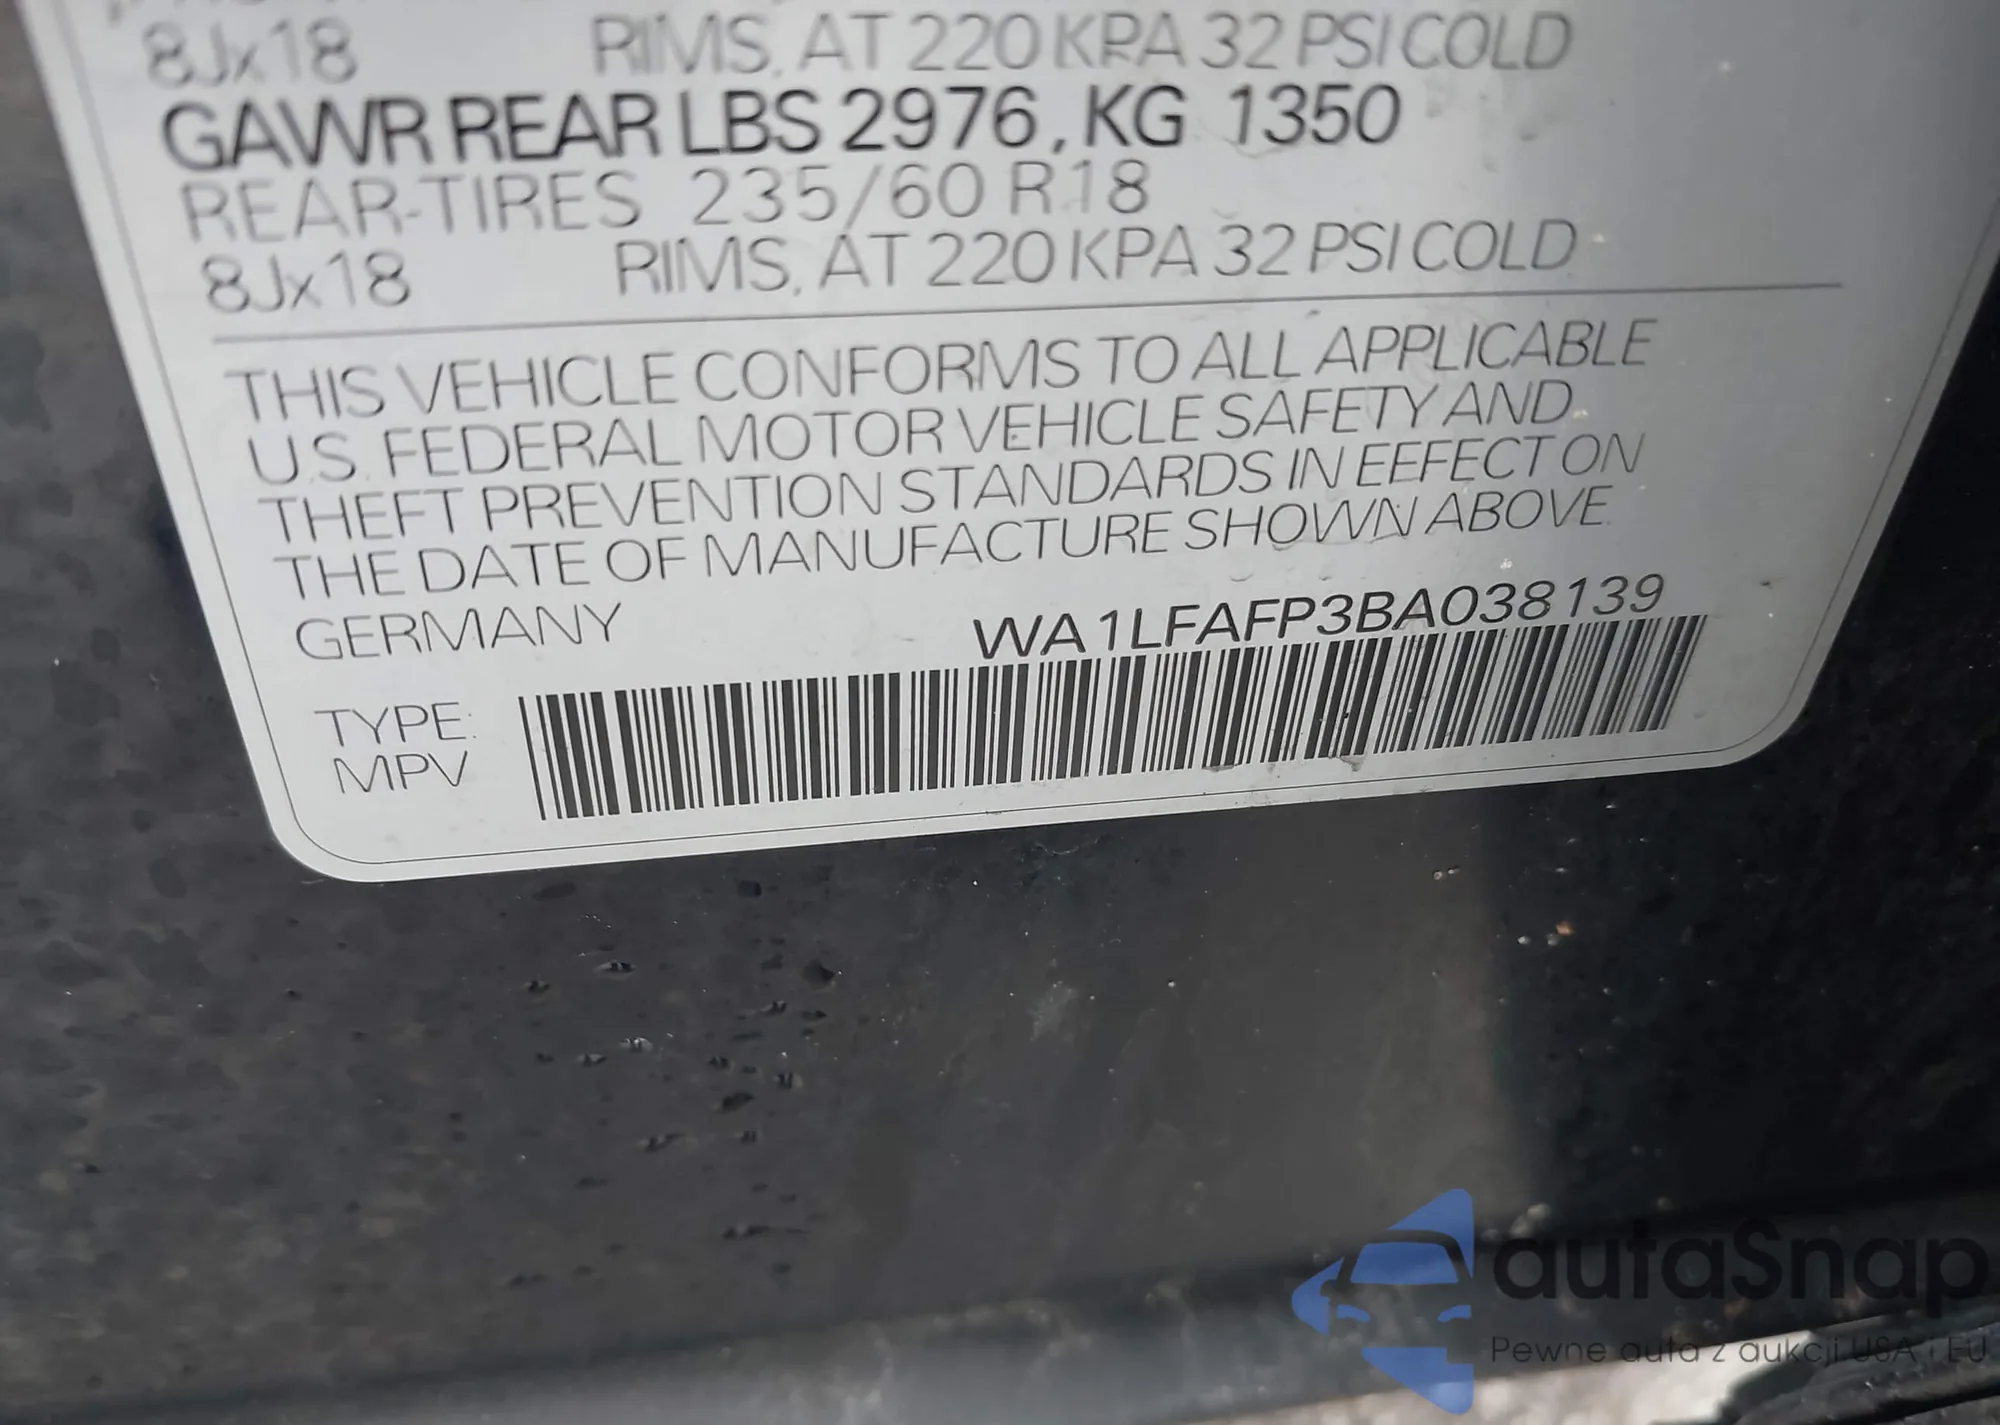 8Jx18 RIMS, AT 220 KPA 32 PSI COLD
GAWR REAR LBS 2976, KG 1350
REAR-TIRES 235/60 R18
8Jx18 RIMS, AT 220 KPA 32 PSI COLD
THIS VEHICLE CONFORMS TO ALL APPLICABLE
U.S. FEDERAL MOTOR VEHICLE SAFETY AND
THEFT PREVENTION STANDARDS IN EFFECT ON
THE DATE OF MANUFACTURE SHOWN ABOVE.
GERMANY WA1LFAFP3BA038139
TYPE:
MPV
autaSnap
Pewne auta z aukcji USA i EU